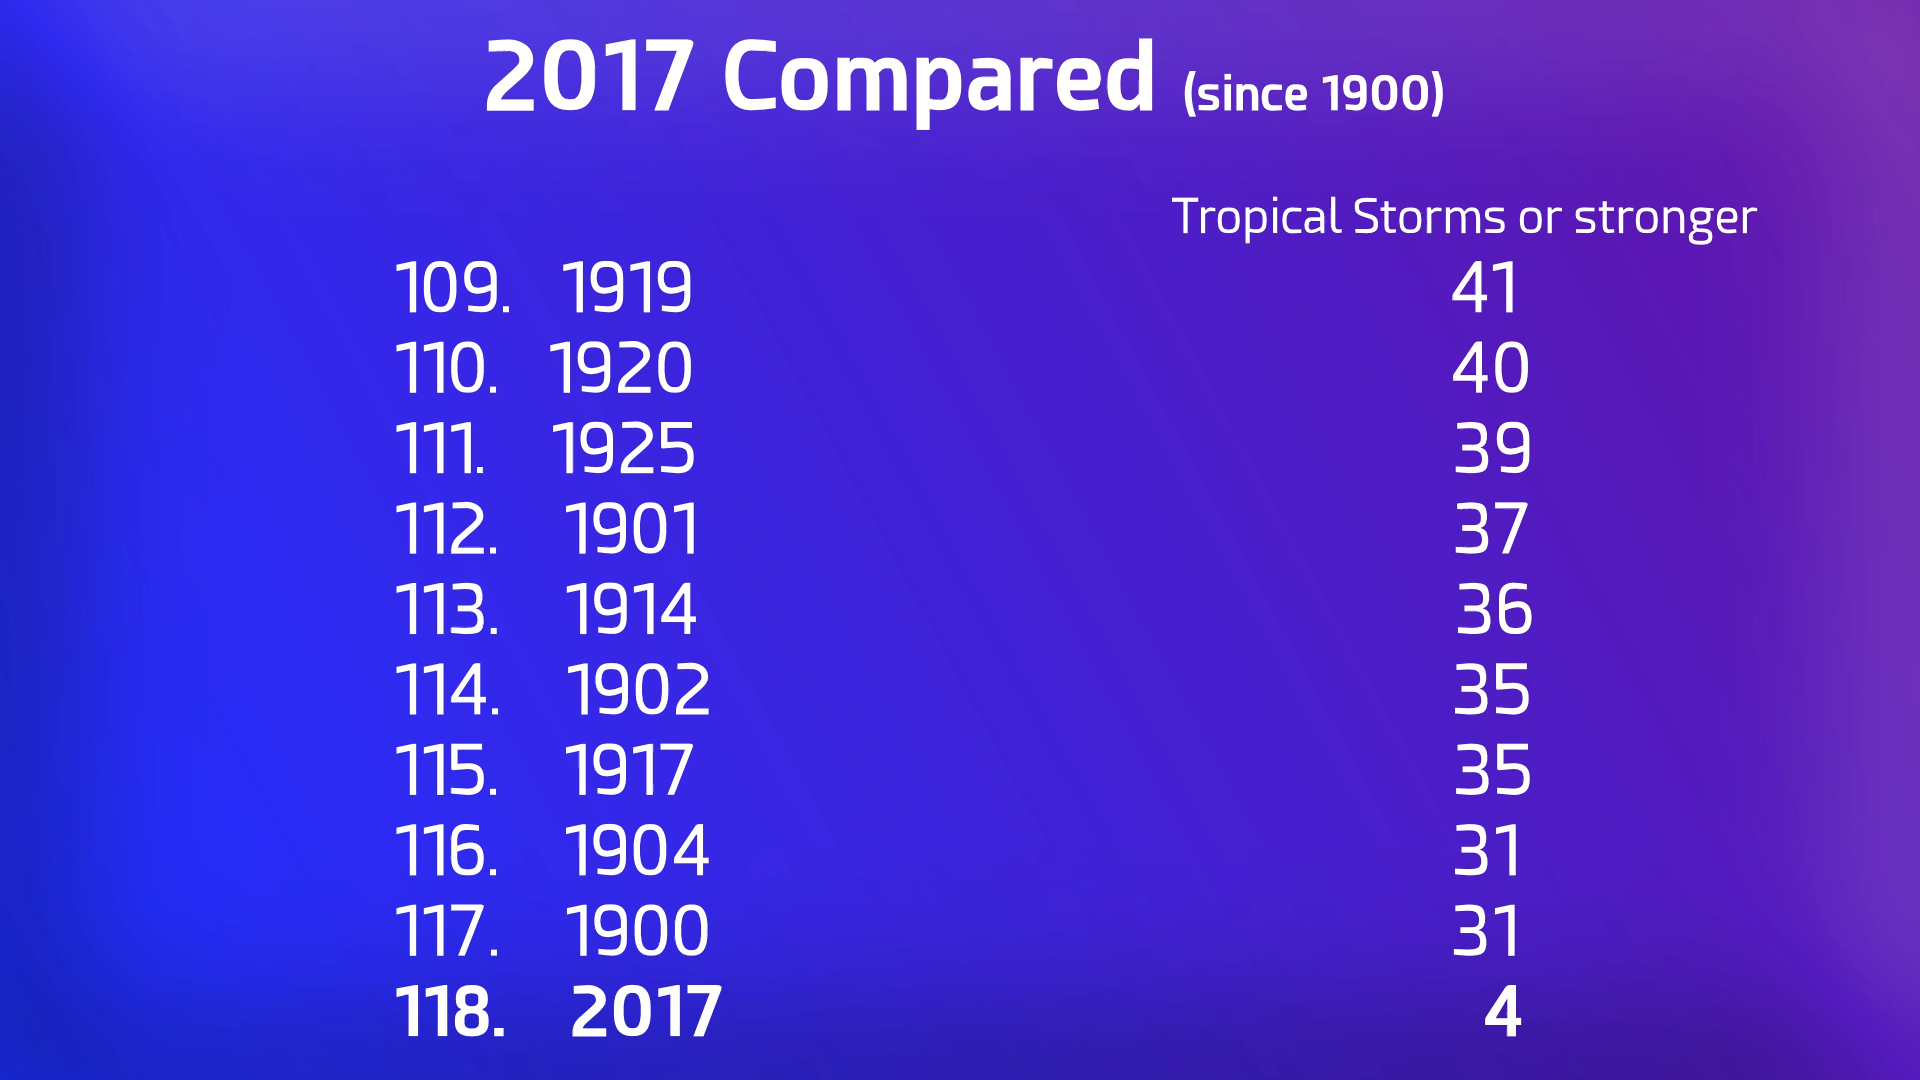 2017 Compared (since 1900)
Tropical Storms or stronger
109. 1919 41
110. 1920 40
111. 1925 39
112. 1901 37
113. 1914 36
114. 1902 35
115. 1917 35
116. 1904 31
117. 1900 31
118. 2017 4